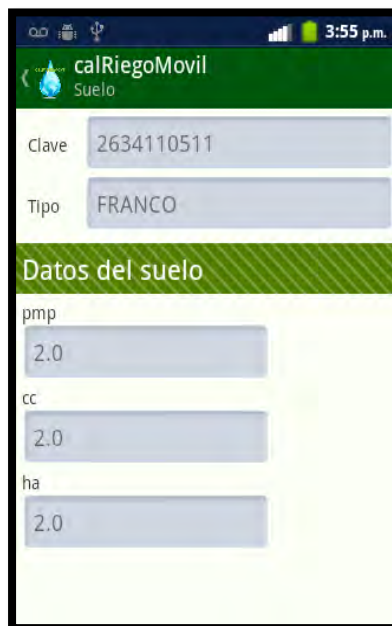 3:55 p.m.
calRiegoMovil
Suelo
Clave 2634110511
Tipo FRANCO
Datos del suelo
pmp
2.0
cc
2.0
ha
2.0